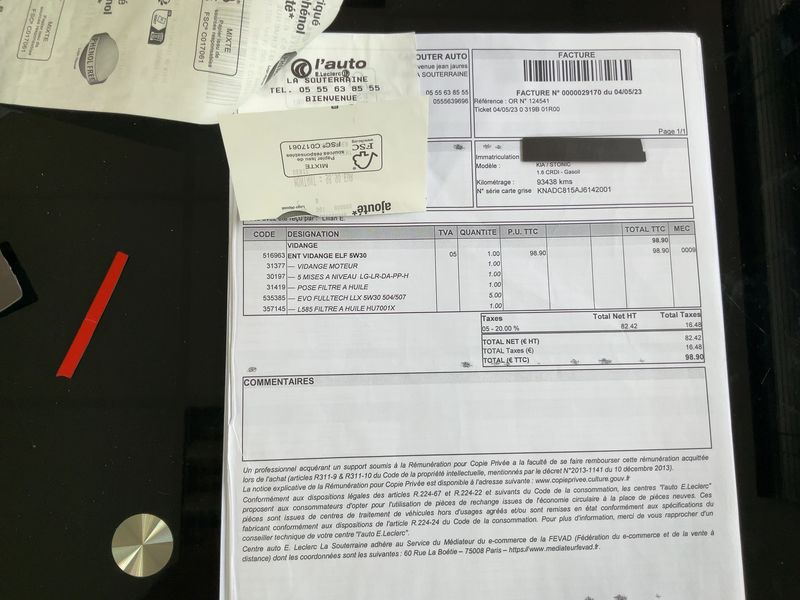 MIXTE
FSC® C017061
PHENOL FREE
l'auto
E.Leclerc
LA SOUTERRAINE
TEL. 05 55 63 85 55
BIENVENUE
FSC
MIXTE
Papier issu de
sources responsables
FSC® C017061
ajouté*
OUTER AUTO
venue jean jaures
A SOUTERRAINE
05 55 63 85 55
0555639696
FACTURE
FACTURE N° 0000029170 du 04/05/23
Référence : OR N° 124541
Ticket 04/05/23 0 319B 01R00
Page 1/1
Immatriculation
Modèle : KIA / STONIC
1.6 CRDi - Gasoil
Kilométrage : 93438 kms
N° série carte grise KNADC815AJ6142001
CODE DESIGNATION TVA QUANTITE P.U. TTC TOTAL TTC MEC
VIDANGE 98.90
516963 ENT VIDANGE ELF 5W30 05 1.00 98.90 98.90 0009
31377 — VIDANGE MOTEUR 1.00
30197 — 5 MISES A NIVEAU LG-LR-DA-PP-H 1.00
31419 — POSE FILTRE A HUILE 1.00
535385 — EVO FULLTECH LLX 5W30 504/507 5.00
357145 — L585 FILTRE A HUILE HU7001X 1.00
Taxes Total Net HT Total Taxes
05 - 20.00 % 82.42 16.48
TOTAL NET (€ HT) 82.42
TOTAL Taxes (€) 16.48
TOTAL (€ TTC) 98.90
COMMENTAIRES
Un professionnel acquérant un support soumis à la Rémunération pour Copie Privée a la faculté de se faire rembourser cette rémunération acquittée
lors de l'achat (articles R311-9 & R311-10 du Code de la propriété intellectuelle, mentionnés par le décret N°2013-1141 du 10 décembre 2013).
La notice explicative de la Rémunération pour Copie Privée est disponible à l'adresse suivante : www.copieprivee.culture.gouv.fr
Conformément aux dispositions légales des articles R.224-67 et R.224-22 et suivants du Code de la consommation, les centres "l'auto E.Leclerc"
proposent aux consommateurs d'opter pour l'utilisation de pièces de rechange issues de l'économie circulaire à la place de pièces neuves. Ces
pièces sont issues de centres de traitement de véhicules hors d'usages agréés et/ou sont remises en état conformément aux spécifications du
fabricant conformément aux dispositions de l'article R.224-24 du Code de la consommation. Pour plus d'information, merci de vous rapprocher d'un
conseiller technique de votre centre "l'auto E.Leclerc".
Centre auto E. Leclerc La Souterraine adhère au Service du Médiateur du e-commerce de la FEVAD (Fédération du e-commerce et de la vente à
distance) dont les coordonnées sont les suivantes : 60 Rue La Boétie – 75008 Paris – https://www.mediateurfevad.fr.